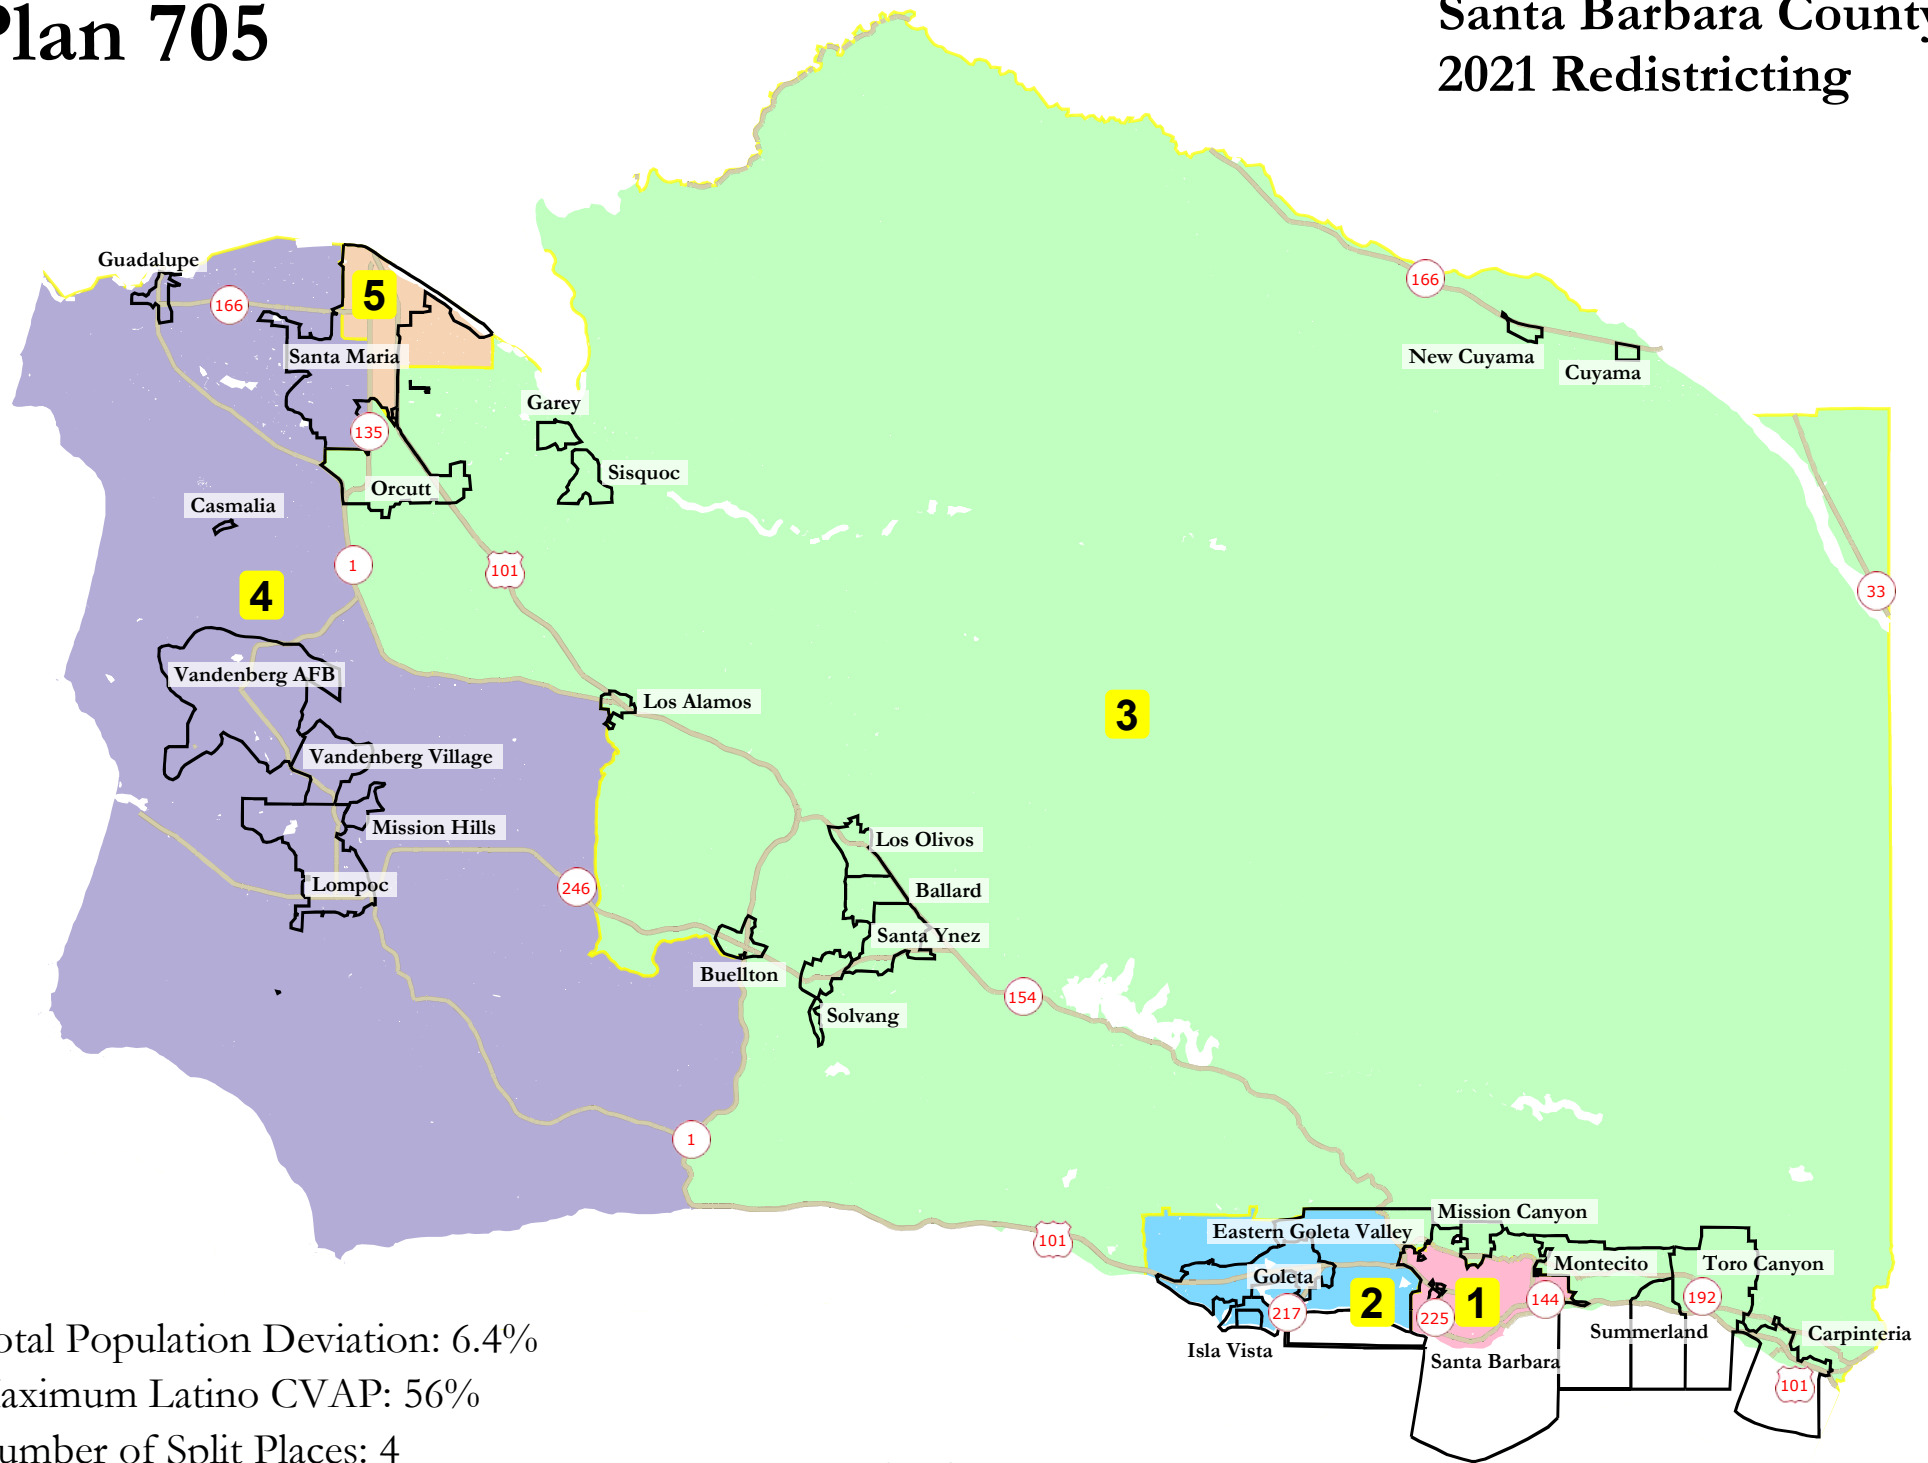 Plan 705
Santa Barbara County
2021 Redistricting
Guadalupe
166
5
Santa Maria
135
Garey
Sisquoc
Orcutt
Casmalia
1
101
4
166
New Cuyama
Cuyama
33
Vandenberg AFB
Los Alamos
3
Vandenberg Village
Mission Hills
Los Olivos
Lompoc
246
Ballard
Santa Ynez
Buellton
154
Solvang
1
101
Mission Canyon
Eastern Goleta Valley
Goleta
Montecito
Toro Canyon
217
2
225
1
144
192
Isla Vista
Summerland
Carpinteria
Santa Barbara
101
otal Population Deviation: 6.4%
aximum Latino CVAP: 56%
umber of Split Places: 4